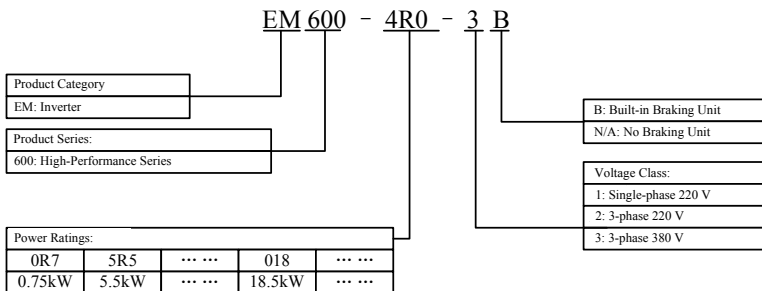 EM600 - 4R0 - 3 B
Product Category
EM: Inverter
Product Series:
600: High-Performance Series
Power Ratings:
0R7 5R5 ··· ··· 018 ··· ···
0.75kW 5.5kW ··· ··· 18.5kW ··· ···
B: Built-in Braking Unit
N/A: No Braking Unit
Voltage Class:
1: Single-phase 220 V
2: 3-phase 220 V
3: 3-phase 380 V